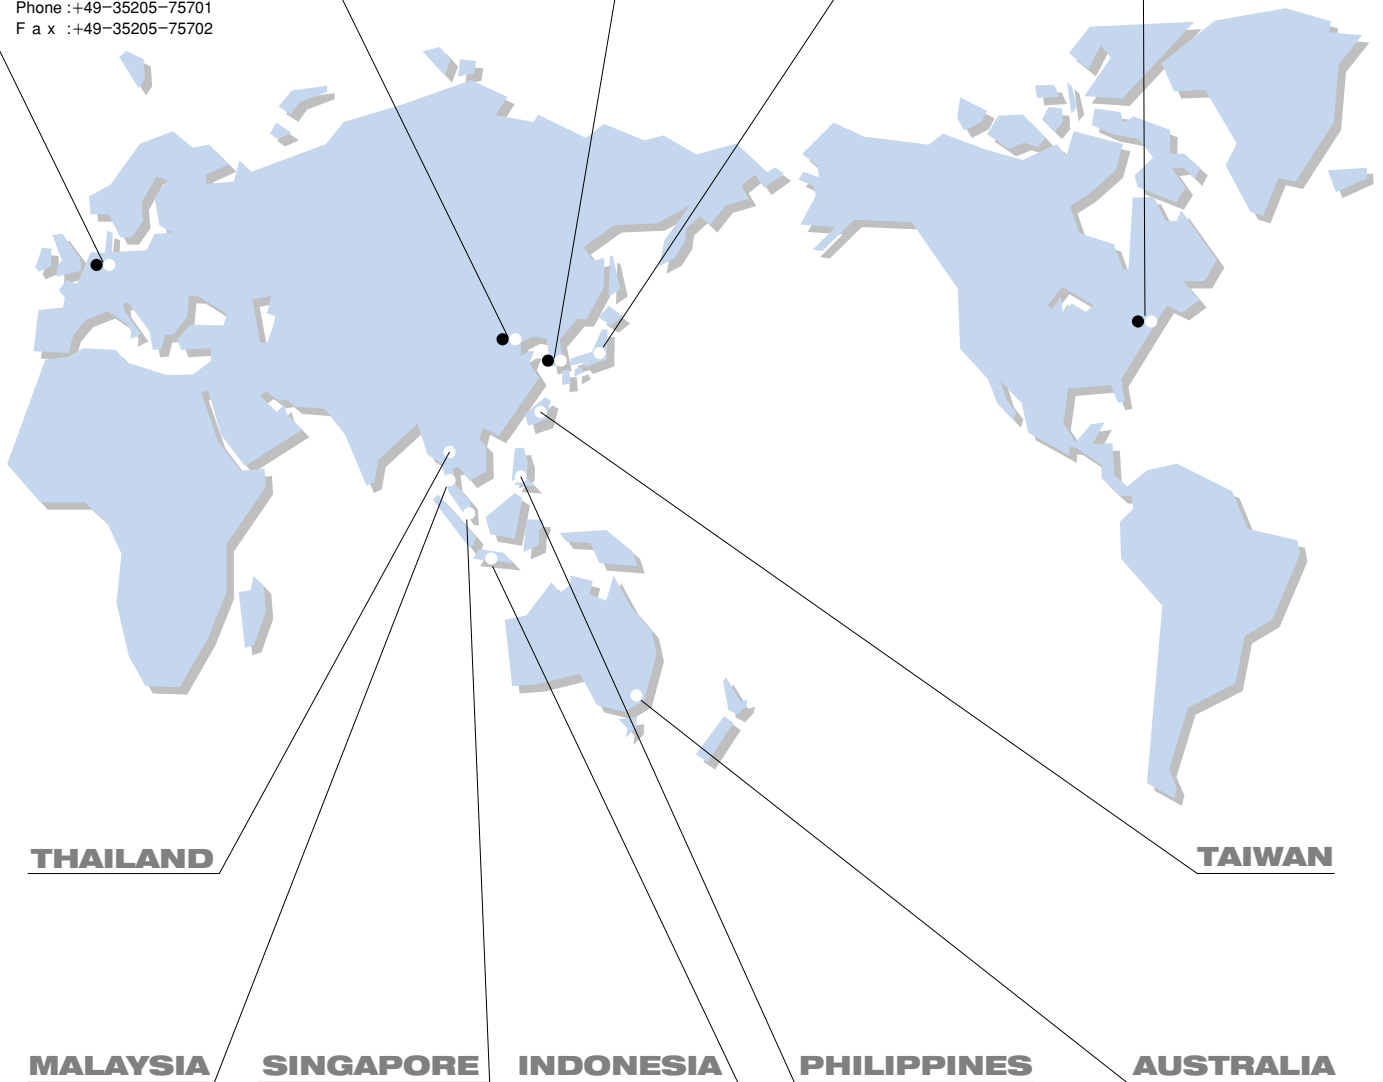 Phone :+49-35205-75701
F a x :+49-35205-75702
THAILAND
TAIWAN
MALAYSIA
SINGAPORE
INDONESIA
PHILIPPINES
AUSTRALIA